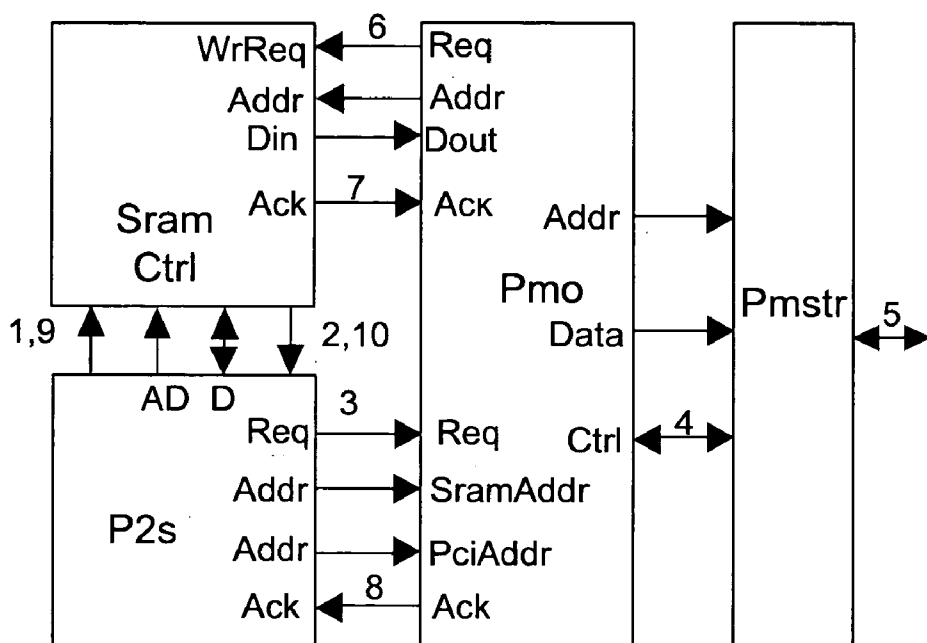 6
WrReq Req
Addr Addr
Din Dout
7
Ack Ack
Sram
Ctrl
Addr
Pmo
Pmstr
Data
5
1,9 2,10
AD D
3
Req Req
Ctrl 4
Addr SramAddr
P2s
Addr PciAddr
8
Ack Ack